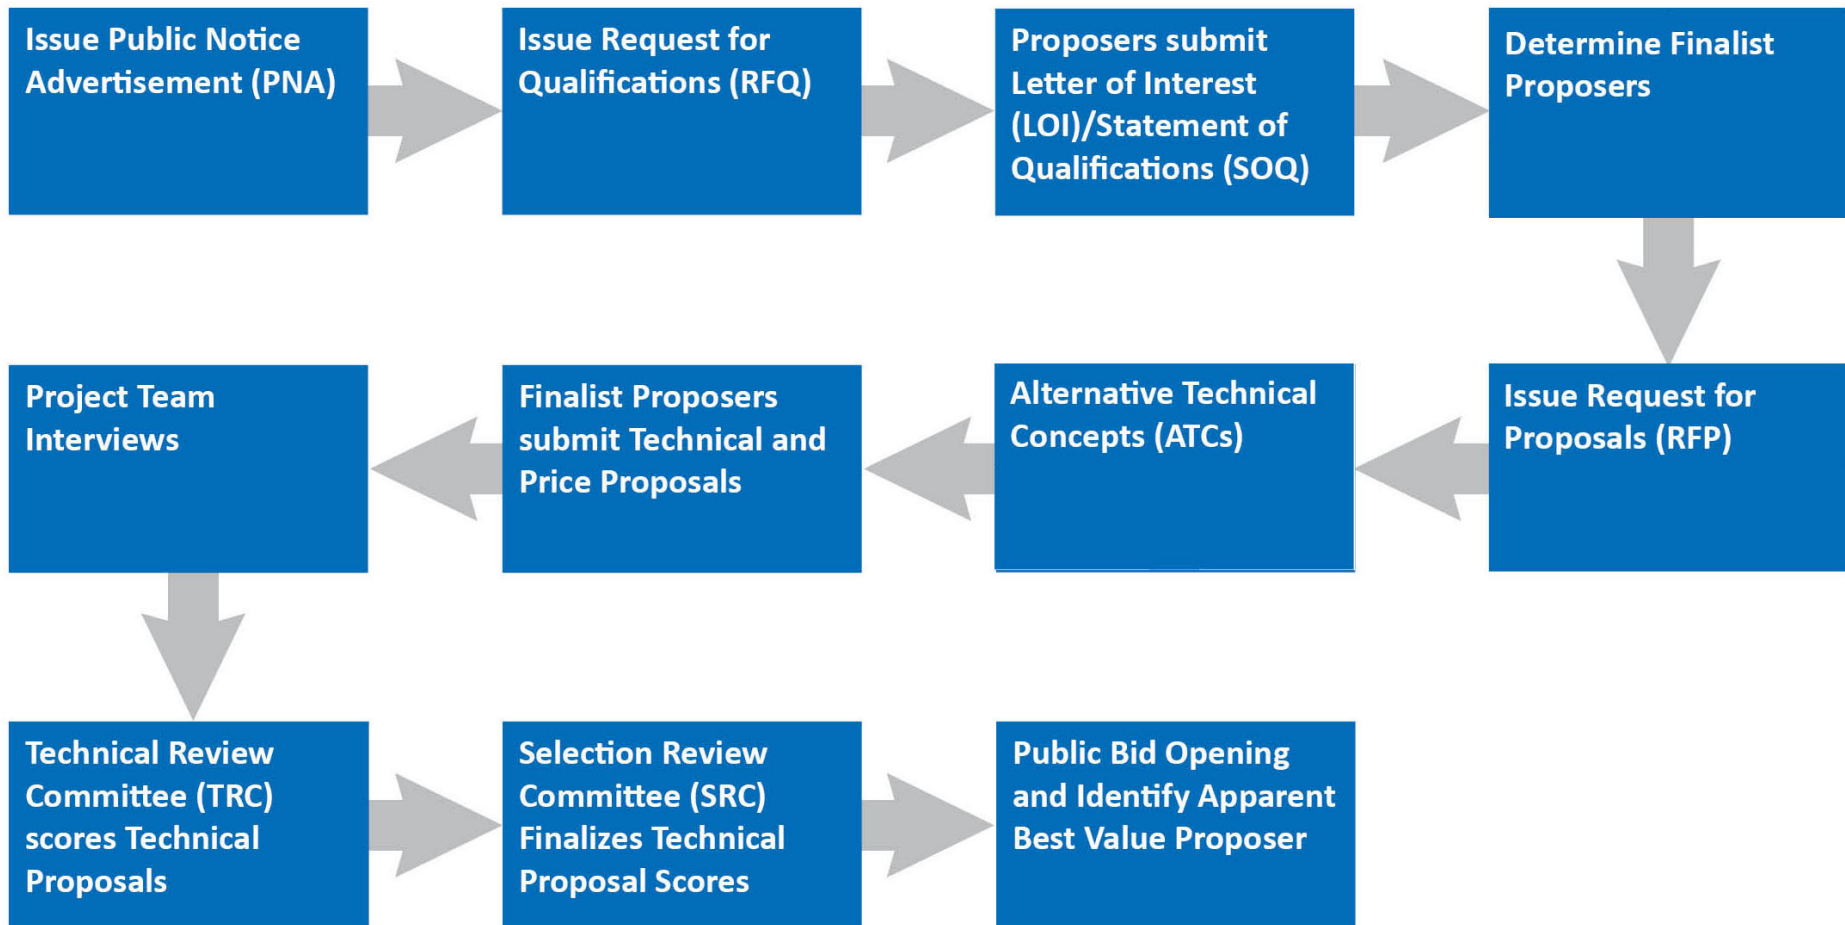 Issue Public Notice
Advertisement (PNA)
Issue Request for
Qualifications (RFQ)
Proposers submit
Letter of Interest
(LOI)/Statement of
Qualifications (SOQ)
Determine Finalist
Proposers
Issue Request for
Proposals (RFP)
Alternative Technical
Concepts (ATCs)
Finalist Proposers
submit Technical and
Price Proposals
Project Team
Interviews
Technical Review
Committee (TRC)
scores Technical
Proposals
Selection Review
Committee (SRC)
Finalizes Technical
Proposal Scores
Public Bid Opening
and Identify Apparent
Best Value Proposer